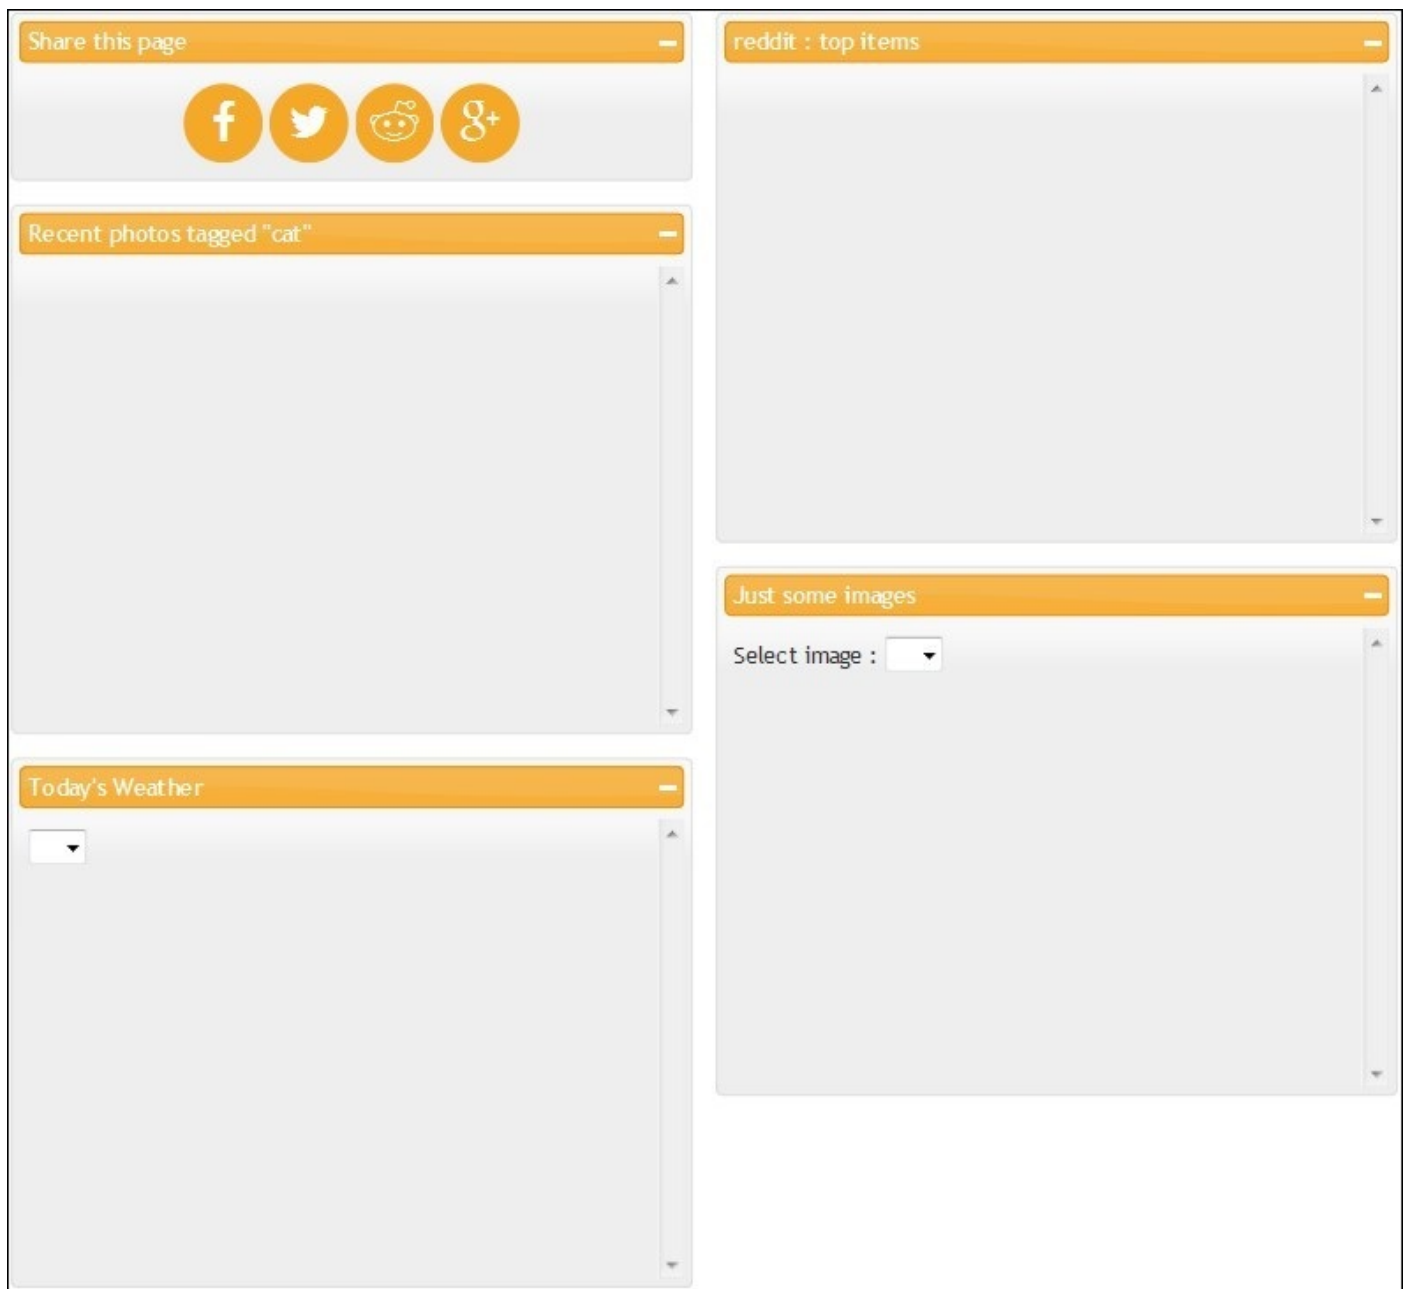 Share this page
f
g+
Recent photos tagged "cat"
Today's Weather
reddit : top items
Just some images
Select image :